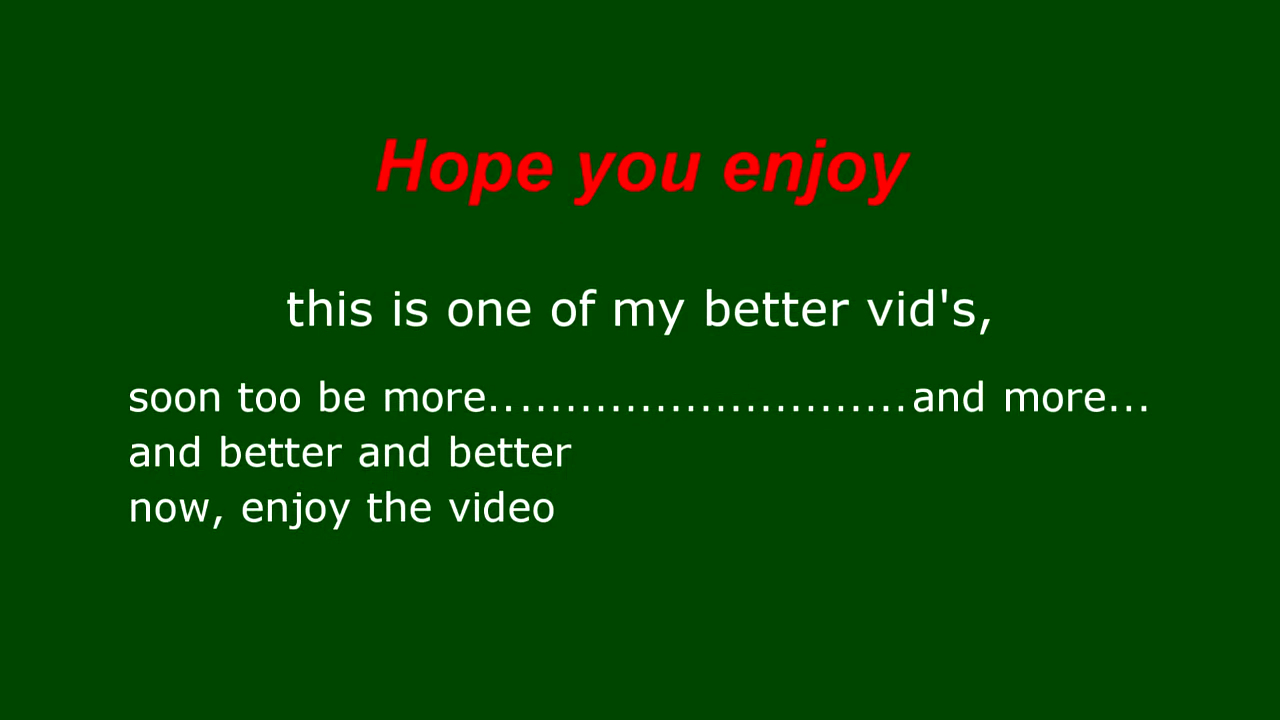 Hope you enjoy
this is one of my better vid's,
soon too be more............................and more...
and better and better
now, enjoy the video